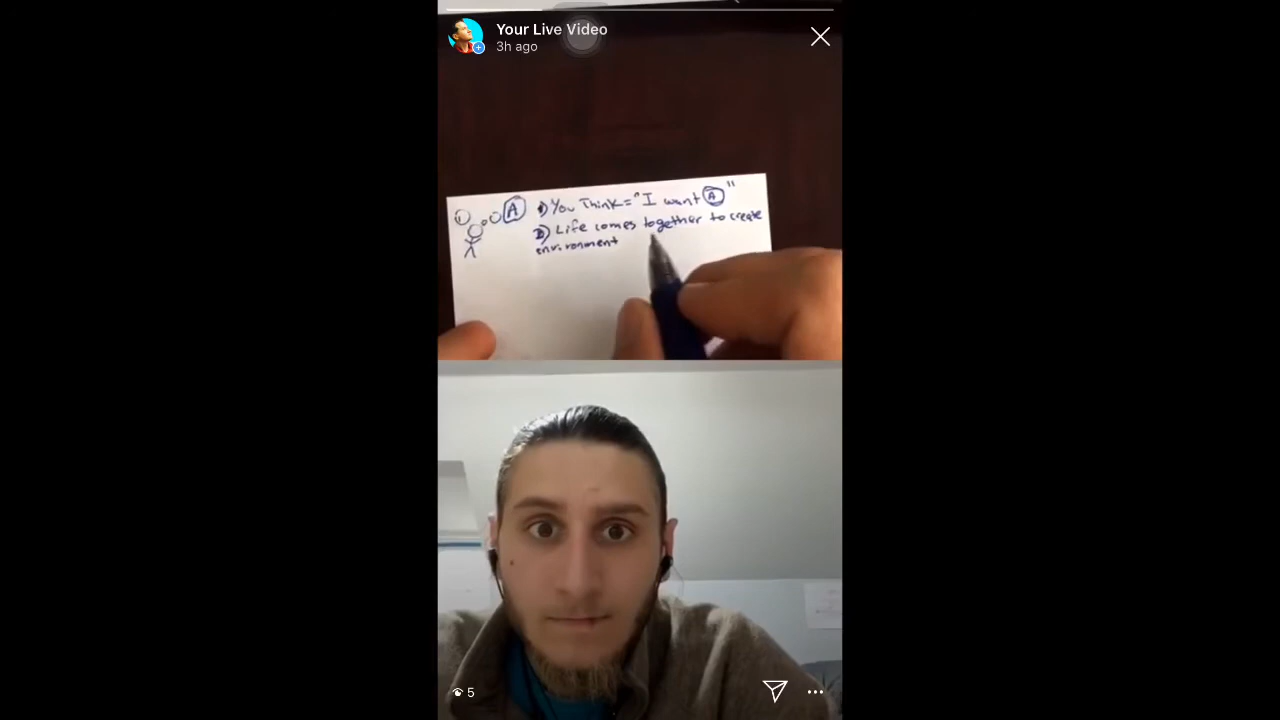 Your Live Video
3h ago
A 1) You Think = "I want A"
2) Life comes together to create
environment
5